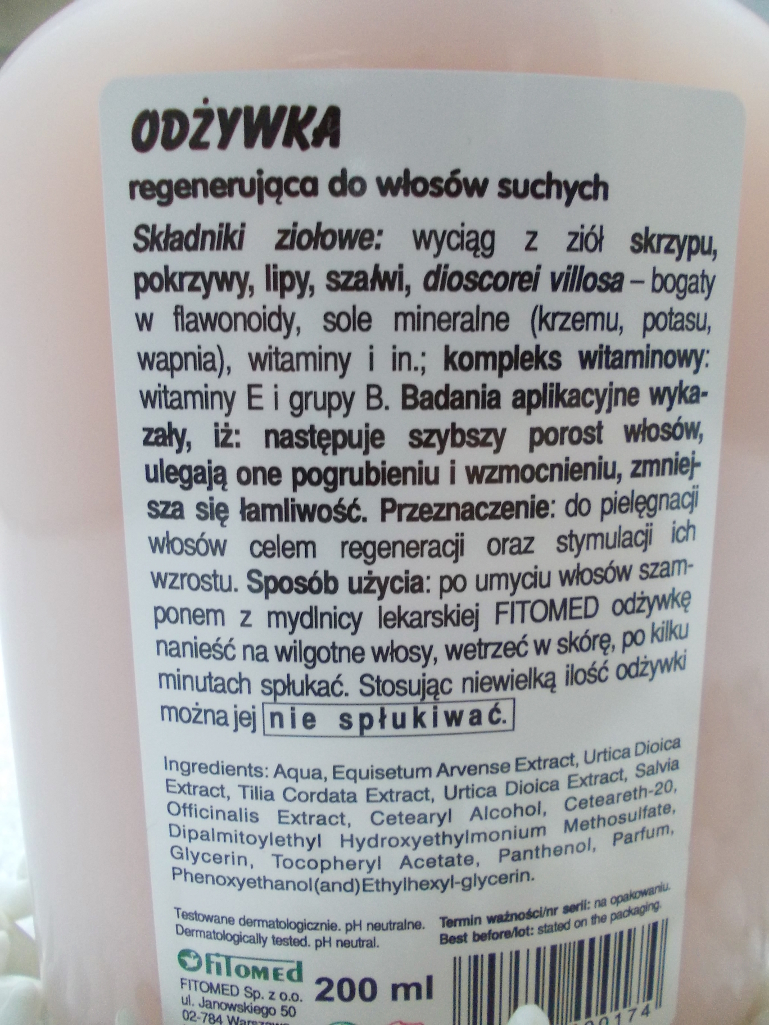 ODŻYWKA
regenerująca do włosów suchych
Składniki ziołowe: wyciąg z ziół skrzypu,
pokrzywy, lipy, szałwi, dioscorei villosa – bogaty
w flawonoidy, sole mineralne (krzemu, potasu,
wapnia), witaminy i in.; kompleks witaminowy:
witaminy E i grupy B. Badania aplikacyjne wyka-
zały, iż: następuje szybszy porost włosów,
ulegają one pogrubieniu i wzmocnieniu, zmniej-
sza się łamliwość. Przeznaczenie: do pielęgnacji
włosów celem regeneracji oraz stymulacji ich
wzrostu. Sposób użycia: po umyciu włosów szam-
ponem z mydlnicy lekarskiej FITOMED odżywkę
nanieść na wilgotne włosy, wetrzeć w skórę, po kilku
minutach spłukać. Stosując niewielką ilość odżywki
można jej nie spłukiwać.
Ingredients: Aqua, Equisetum Arvense Extract, Urtica Dioica
Extract, Tilia Cordata Extract, Urtica Dioica Extract, Salvia
Officinalis Extract, Cetearyl Alcohol, Ceteareth-20,
Dipalmitoylethyl Hydroxyethylmonium Methosulfate,
Glycerin, Tocopheryl Acetate, Panthenol, Parfum,
Phenoxyethanol(and)Ethylhexyl-glycerin.
Testowane dermatologicznie. pH neutralne.
Dermatologically tested. pH neutral.
Termin ważności/nr serii: na opakowaniu.
Best before/lot: stated on the packaging.
FITOMED
FITOMED Sp. z o.o.
ul. Janowskiego 50
02-784 Warszawa
200 ml
00174